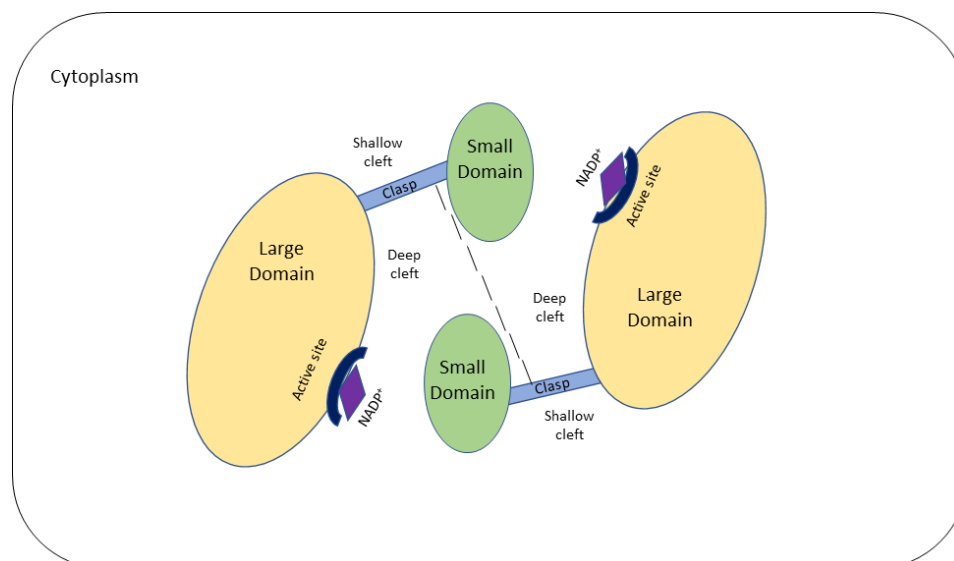 Cytoplasm
Shallow
cleft
Clasp
Small
Domain
NADP⁺
Active site
Large
Domain
Deep
cleft
Deep
cleft
Large
Domain
Active site
NADP⁺
Small
Domain
Clasp
Shallow
cleft